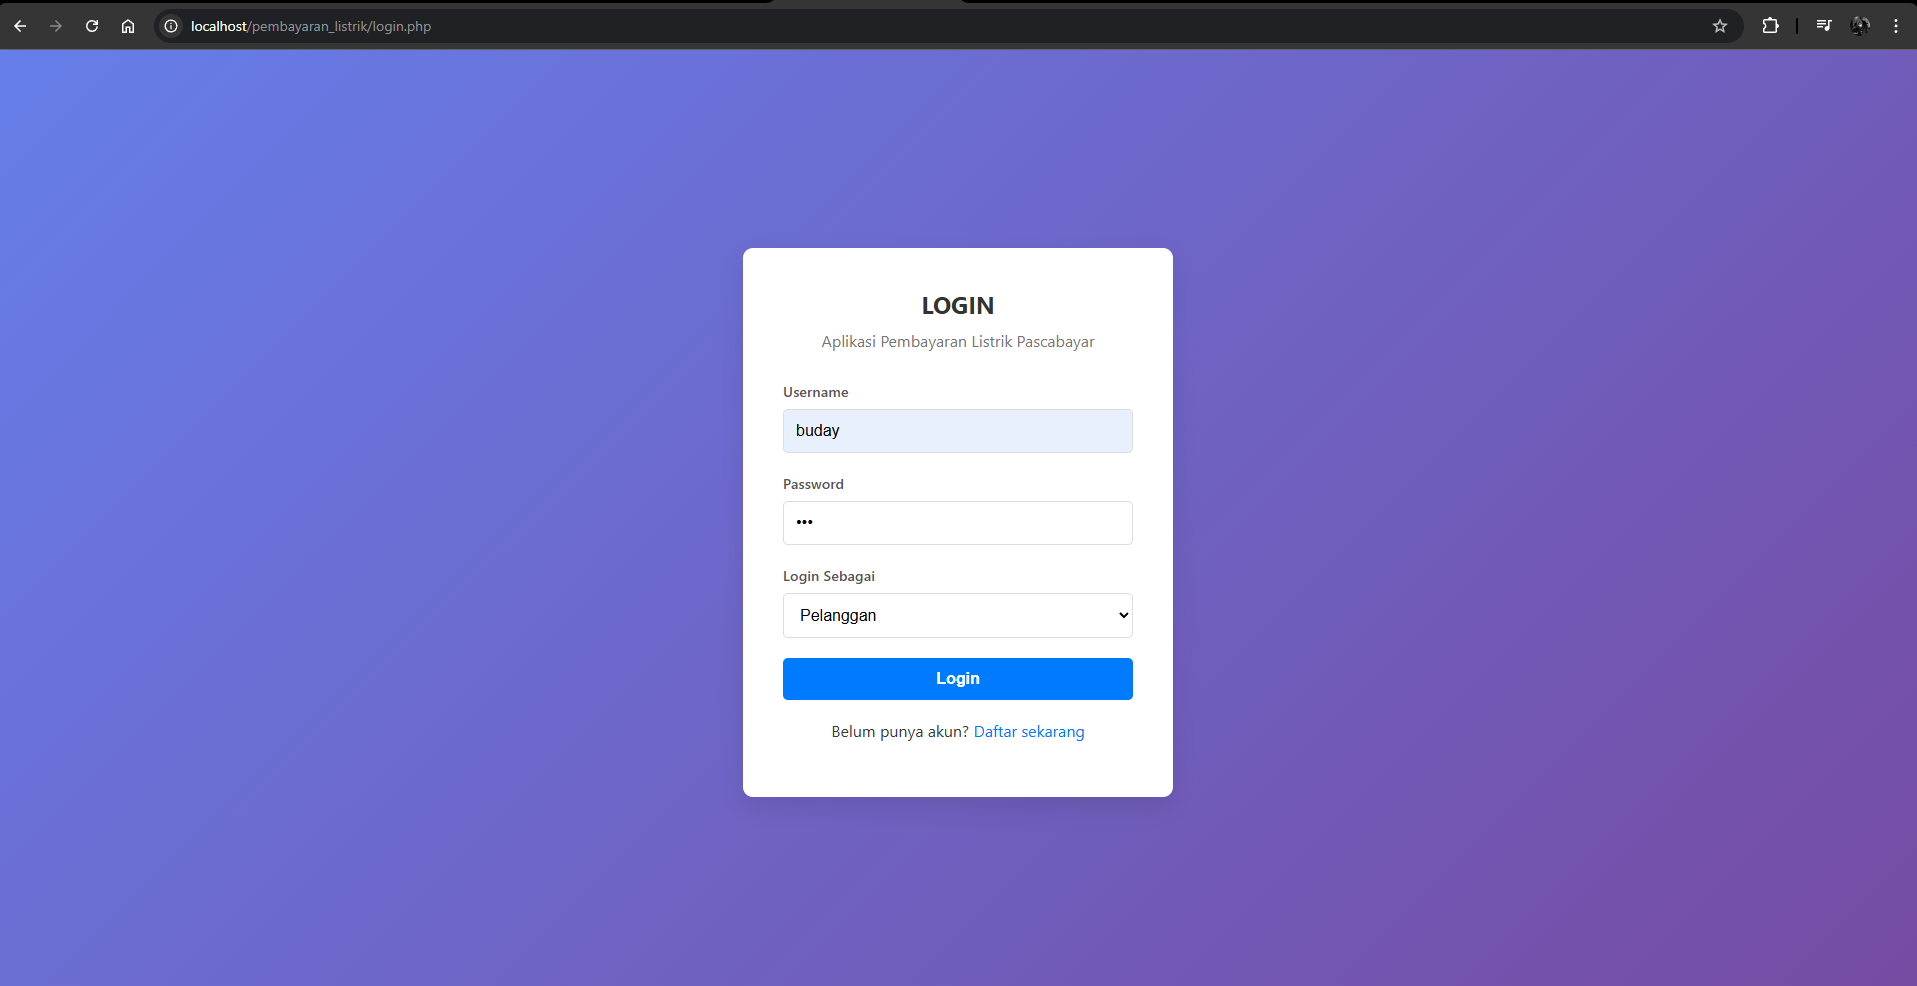 localhost/pembayaran_listrik/login.php
LOGIN
Aplikasi Pembayaran Listrik Pascabayar
Username
buday
Password
•••
Login Sebagai
Pelanggan
Login
Belum punya akun? Daftar sekarang